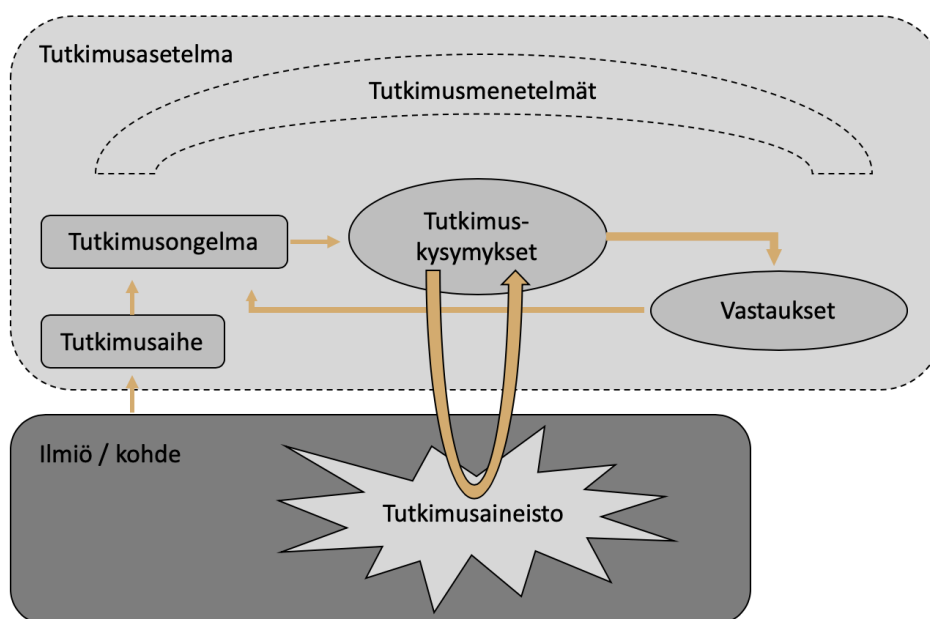 Tutkimusasetelma
Tutkimusmenetelmät
Tutkimusongelma
Tutkimus-
kysymykset
Vastaukset
Tutkimusaihe
Ilmiö / kohde
Tutkimusaineisto